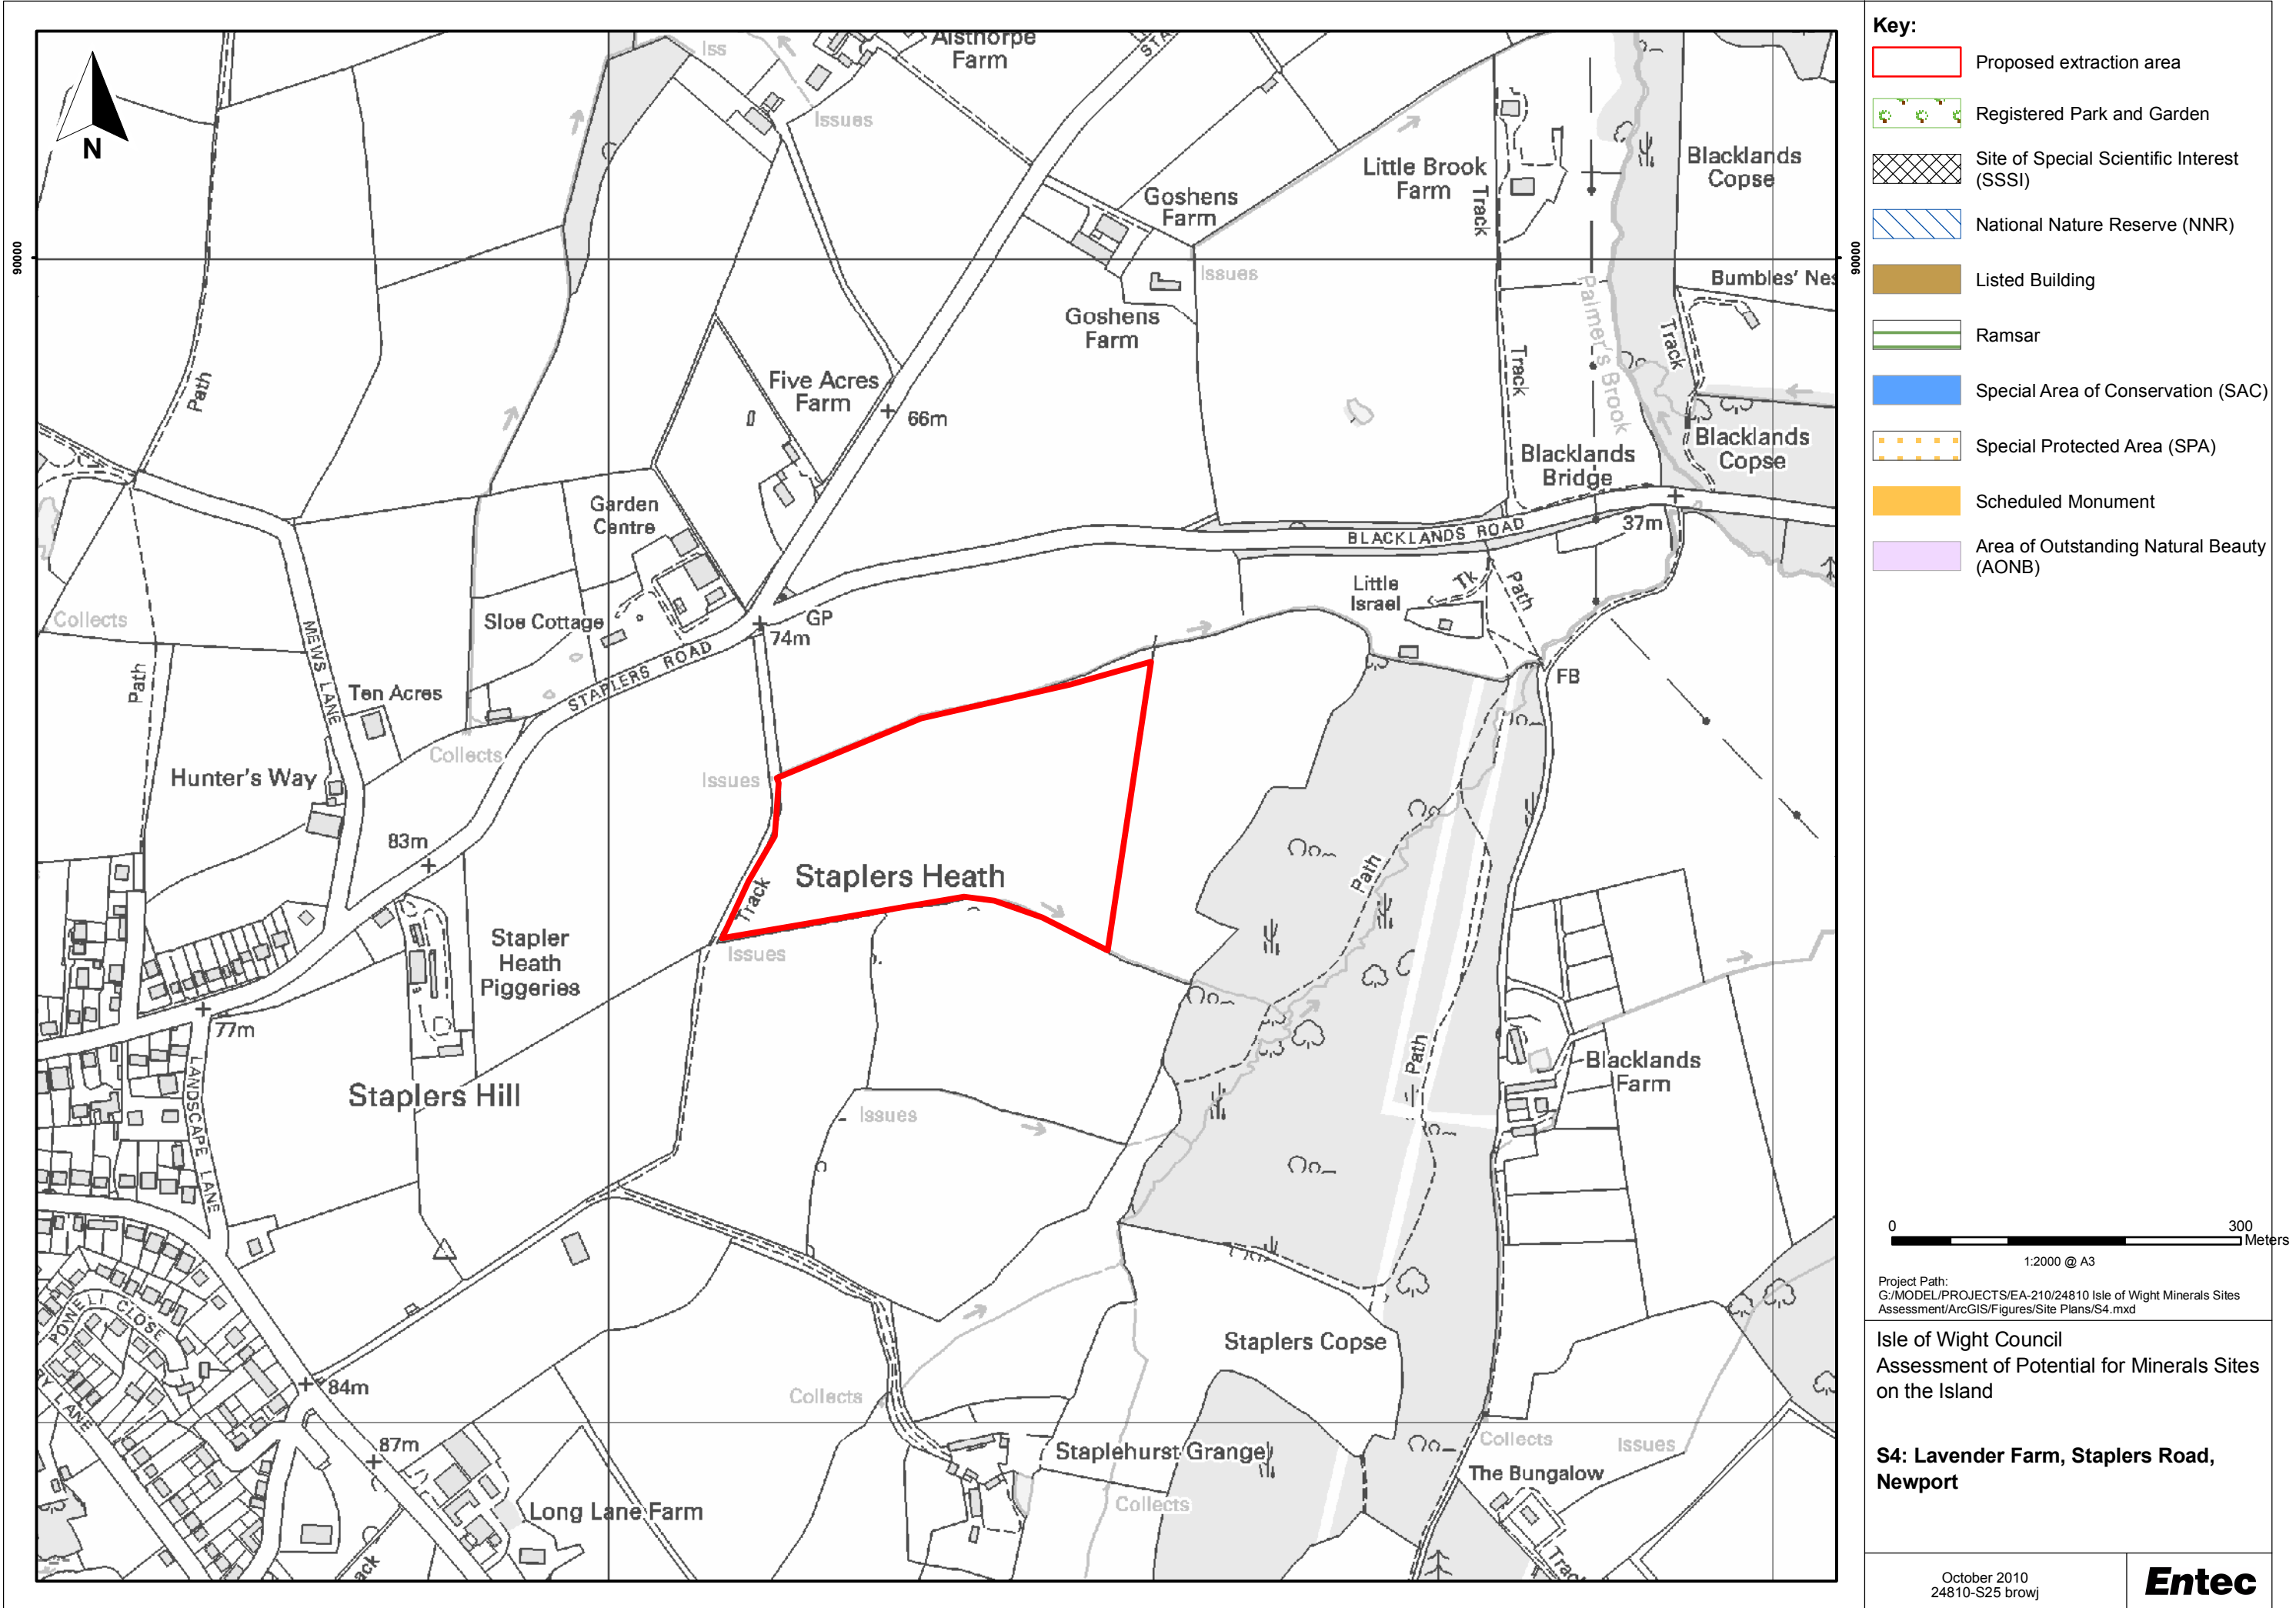 Iss
Alsthorpe
Farm
STA
Issues
N
Little Brook
Farm
Track
Blacklands
Copse
Goshens
Farm
90000
90000
Issues
Bumbles' Nes
Goshens
Farm
Palmer's Brook
Track
Track
Path
Five Acres
Farm
66m
Blacklands
Bridge
Blacklands
Copse
Garden
Centre
37m
BLACKLANDS ROAD
Little
Israel
Tk
Path
Collects
MEWS LANE
Sloe Cottage
GP
74m
STAPLERS ROAD
Path
Ten Acres
FB
Collects
Hunter's Way
Issues
83m
Staplers Heath
Track
Path
Stapler
Heath
Piggeries
Issues
77m
LANDSCAPE LANE
Staplers Hill
Issues
Path
Blacklands
Farm
POWELL CLOSE
Y LANE
84m
Staplers Copse
Collects
87m
Collects
Issues
Staplehurst Grange
The Bungalow
Long Lane Farm
Collects
ack
Trac
Key:
Proposed extraction area
Registered Park and Garden
Site of Special Scientific Interest
(SSSI)
National Nature Reserve (NNR)
Listed Building
Ramsar
Special Area of Conservation (SAC)
Special Protected Area (SPA)
Scheduled Monument
Area of Outstanding Natural Beauty
(AONB)
0 300
Meters
1:2000 @ A3
Project Path:
G:/MODEL/PROJECTS/EA-210/24810 Isle of Wight Minerals Sites
Assessment/ArcGIS/Figures/Site Plans/S4.mxd
Isle of Wight Council
Assessment of Potential for Minerals Sites
on the Island
S4: Lavender Farm, Staplers Road,
Newport
October 2010
24810-S25 browj
Entec